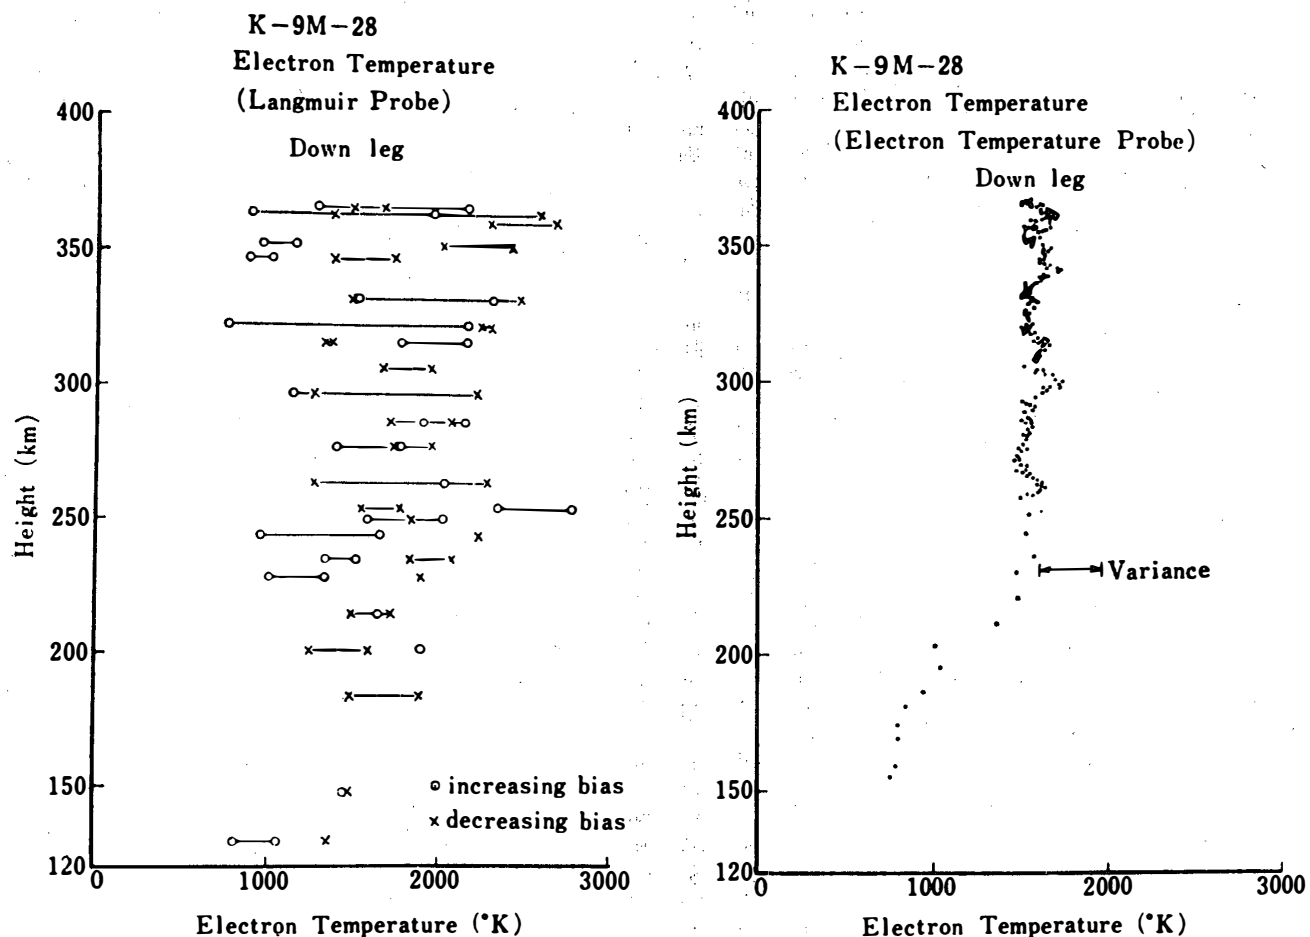 K-9M-28
Electron Temperature
(Langmuir Probe)
Down leg
400
350
300
250
200
150
120
Height (km)
0
1000
2000
3000
Electron Temperature (°K)
o increasing bias
x decreasing bias
K-9M-28
Electron Temperature
(Electron Temperature Probe)
Down leg
400
350
300
250
200
150
120
Height (km)
Variance
0
1000
2000
3000
Electron Temperature (°K)